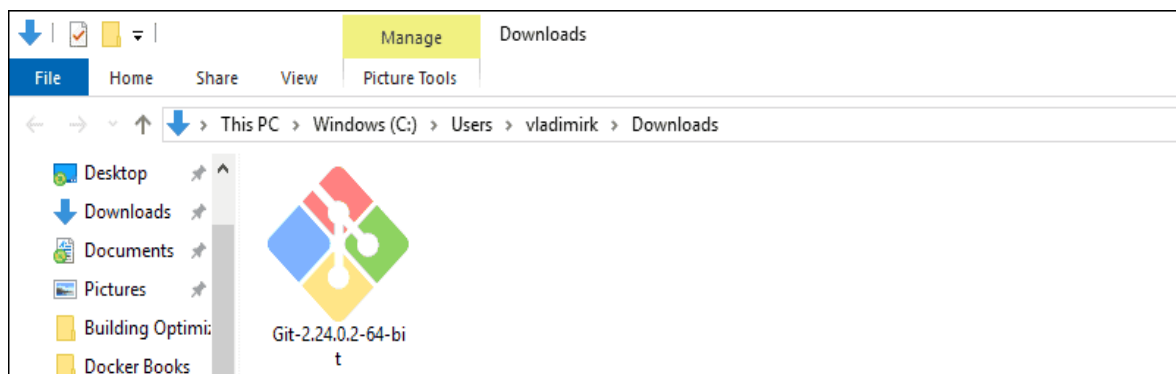 Manage
Downloads
File
Home
Share
View
Picture Tools
This PC > Windows (C:) > Users > vladimirk > Downloads
Desktop
Downloads
Documents
Pictures
Building Optimiz
Docker Books
Git-2.24.0.2-64-bi
t